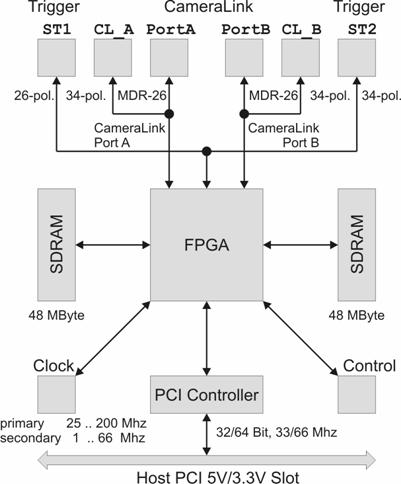 Trigger CameraLink Trigger
ST1 CL_A PortA PortB CL_B ST2
26-pol. 34-pol. MDR-26 MDR-26 34-pol. 34-pol.
CameraLink
Port A
CameraLink
Port B
SDRAM
FPGA
SDRAM
48 MByte
48 MByte
Clock
Control
PCI Controller
primary 25 .. 200 Mhz
secondary 1 .. 66 Mhz
32/64 Bit, 33/66 Mhz
Host PCI 5V/3.3V Slot